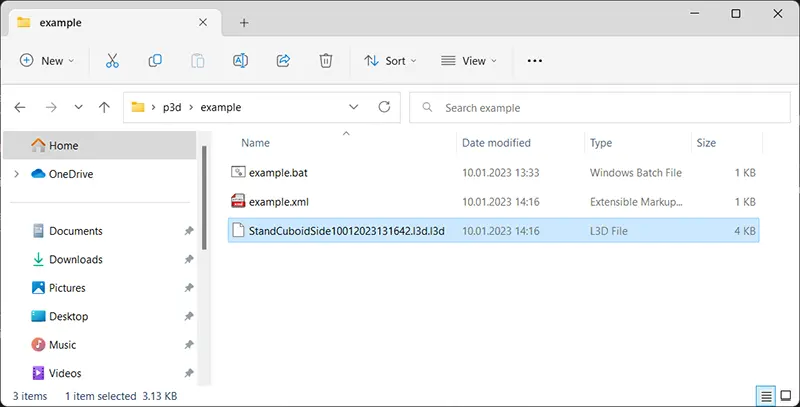 example
New
Sort
View
p3d
example
Search example
Name
Date modified
Type
Size
Home
OneDrive
Documents
Downloads
Pictures
Desktop
Music
Videos
example.bat
10.01.2023 13:33
Windows Batch File
1 KB
example.xml
10.01.2023 14:16
Extensible Markup...
1 KB
StandCuboidSide10012023131642.l3d.l3d
10.01.2023 14:16
L3D File
4 KB
3 items
1 item selected 3.13 KB